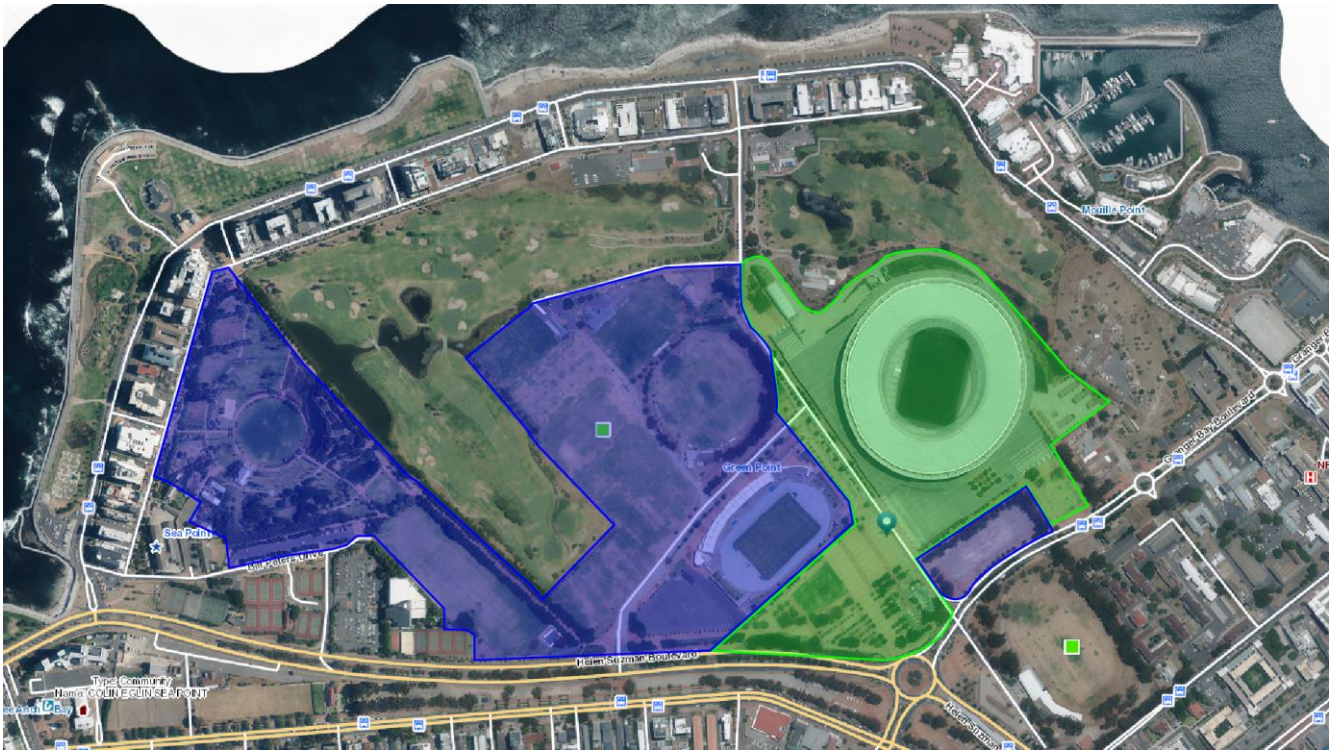 Mouille Point
Granger Bay Boulevard
Green Point
Sea Point
Bill Peters Drive
Helen Suzman Boulevard
Type: Community
Name: COLIN EGLIN SEA POINT
Bay
Helen Suzman
H